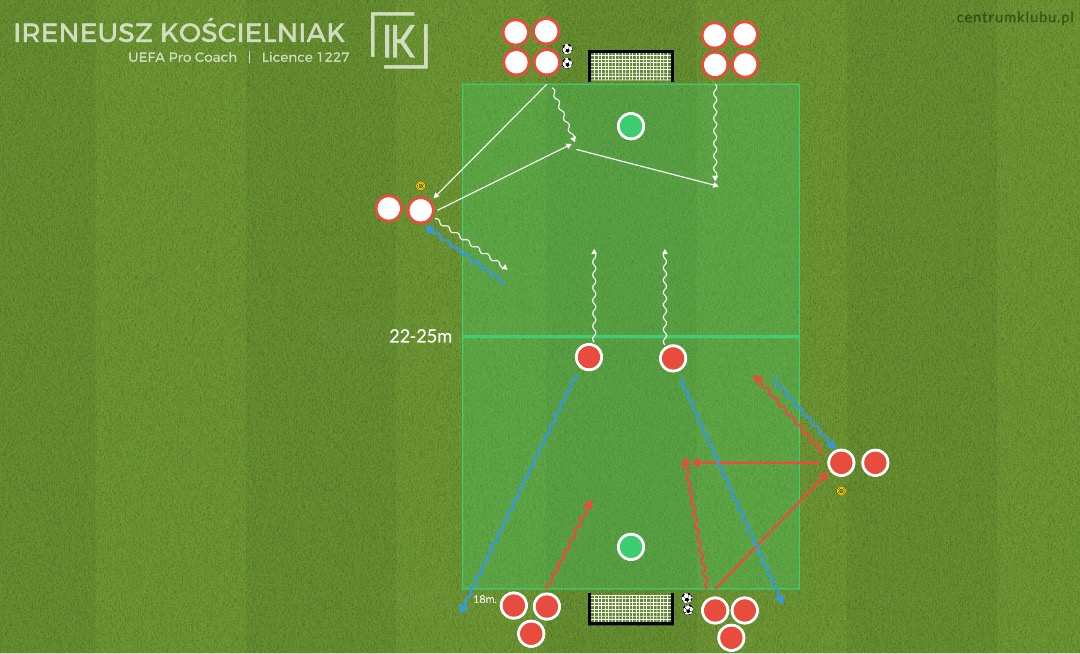 IRENEUSZ KOŚCIELNIAK
UEFA Pro Coach | Licence 1227
IK
centrumklubu.pl
22-25m
18m.